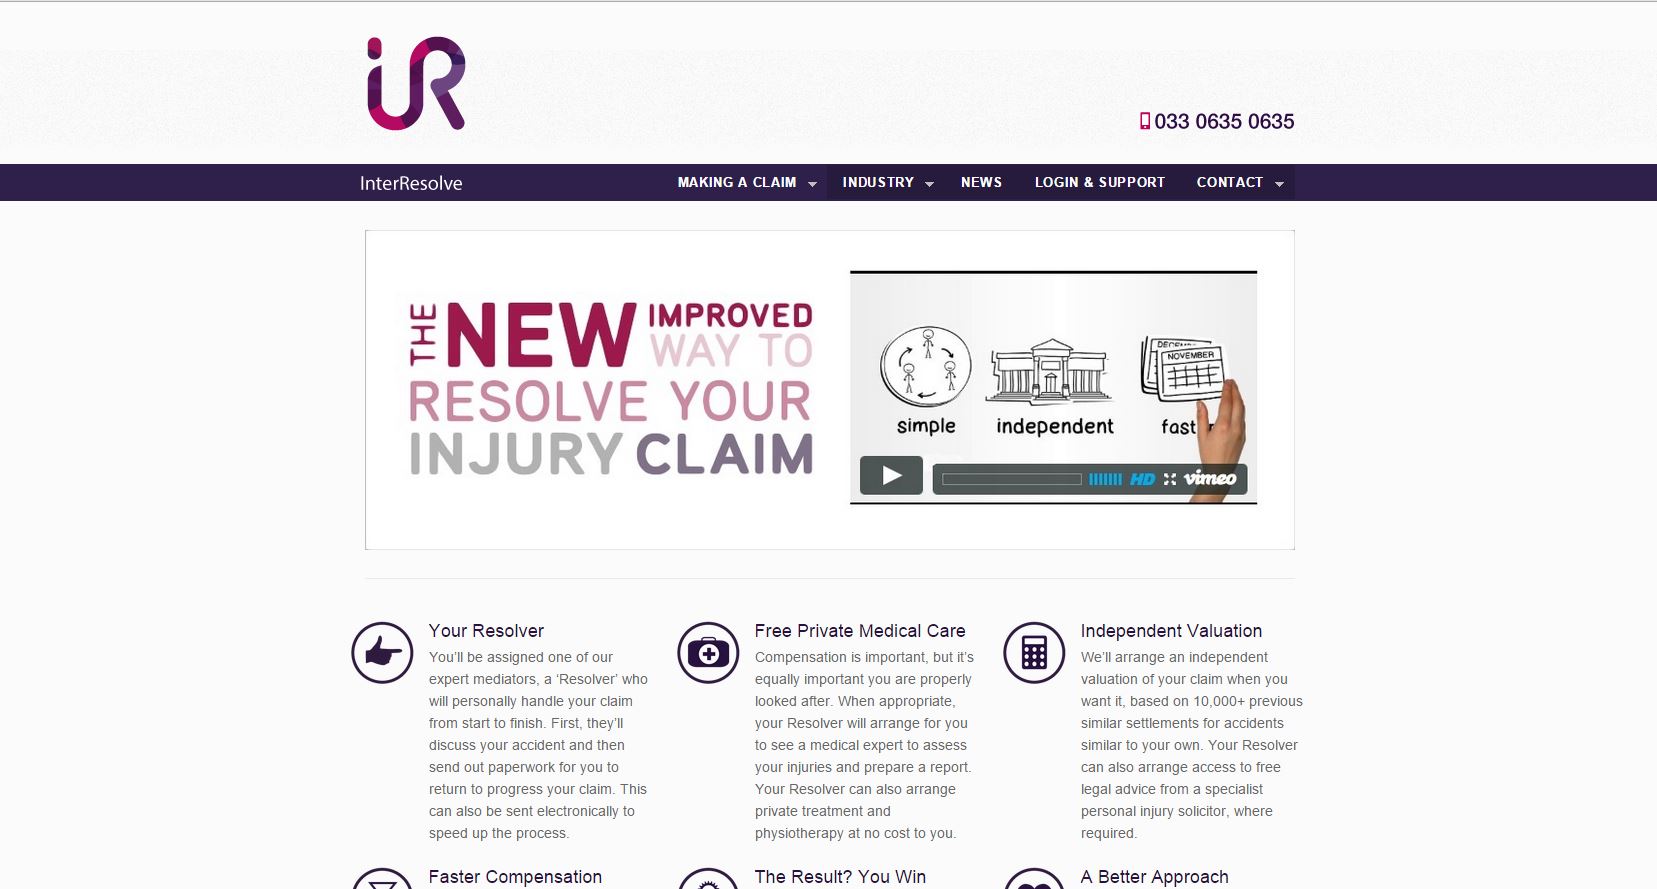 iR
033 0635 0635
InterResolve
MAKING A CLAIM
INDUSTRY
NEWS
LOGIN & SUPPORT
CONTACT
THE NEW IMPROVED
WAY TO
RESOLVE YOUR
INJURY CLAIM
NOVEMBER
simple
independent
HD
vimeo
Your Resolver
You’ll be assigned one of our
expert mediators, a ‘Resolver’ who
will personally handle your claim
from start to finish. First, they’ll
discuss your accident and then
send out paperwork for you to
return to progress your claim. This
can also be sent electronically to
speed up the process.
Free Private Medical Care
Compensation is important, but it’s
equally important you are properly
looked after. When appropriate,
your Resolver will arrange for you
to see a medical expert to assess
your injuries and prepare a report.
Your Resolver can also arrange
private treatment and
physiotherapy at no cost to you.
Independent Valuation
We’ll arrange an independent
valuation of your claim when you
want it, based on 10,000+ previous
similar settlements for accidents
similar to your own. Your Resolver
can also arrange access to free
legal advice from a specialist
personal injury solicitor, where
required.
Faster Compensation
The Result? You Win
A Better Approach